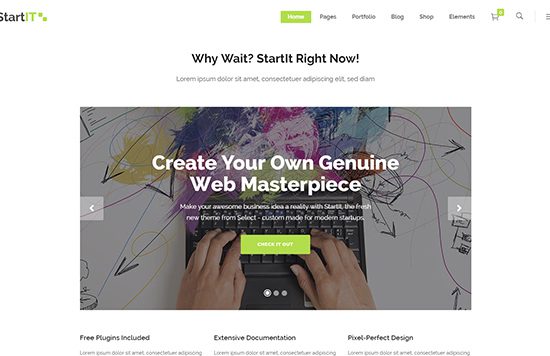 StartIT
Home Pages Portfolio Blog Shop Elements 0
Why Wait? StartIt Right Now!
Lorem ipsum dolor sit amet, consectetuer adipiscing elit, sed diam
Create Your Own Genuine
Web Masterpiece
Make your awesome business idea a reality with StartIt, the fresh
new theme from Select - custom made for modern startups.
CHECK IT OUT
Free Plugins Included Extensive Documentation Pixel-Perfect Design
Lorem ipsum dolor sit amet, consectetuer Lorem ipsum dolor sit amet, consectetuer Lorem ipsum dolor sit amet, consectetuer